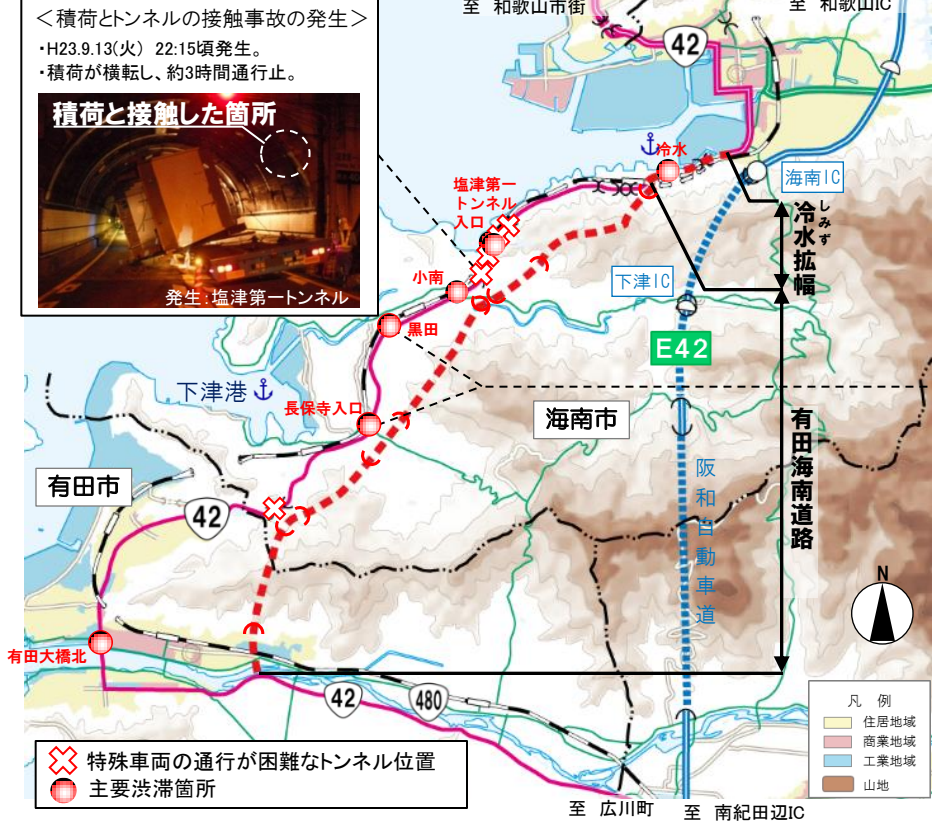 ＜積荷とトンネルの接触事故の発生＞
・H23.9.13(火) 22:15頃発生。
・積荷が横転し、約3時間通行止。
積荷と接触した箇所
発生:塩津第一トンネル
至 和歌山市街
至 和歌山IC
42
冷水
海南IC
塩津第一
トンネル
入口
しみず
冷水拡幅
下津IC
小南
黒田
E42
下津港
長保寺入口
海南市
有田海南道路
有田市
42
阪和自動車道
N
有田大橋北
42
480
凡 例
住居地域
商業地域
工業地域
山地
特殊車両の通行が困難なトンネル位置
主要渋滞箇所
至 広川町
至 南紀田辺IC